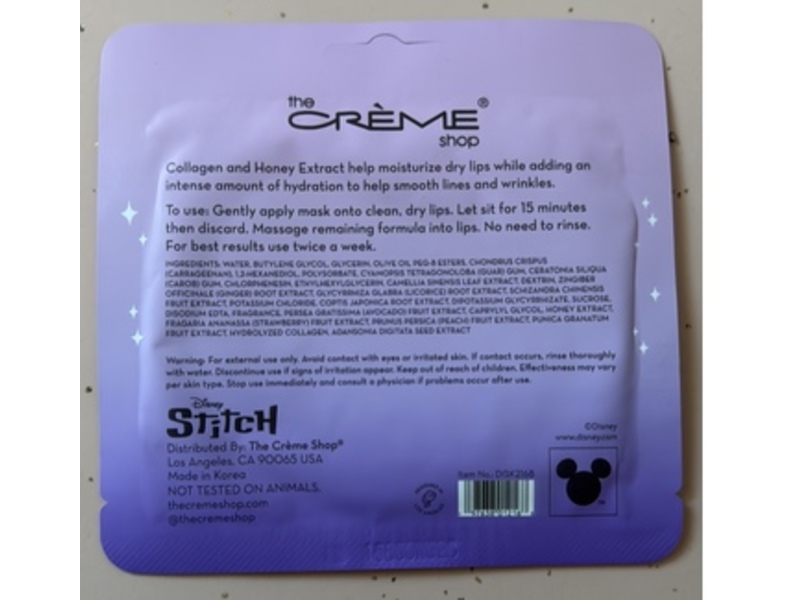 the
CRÈME®
shop
Collagen and Honey Extract help moisturize dry lips while adding an
intense amount of hydration to help smooth lines and wrinkles.
To use: Gently apply mask onto clean, dry lips. Let sit for 15 minutes
then discard. Massage remaining formula into lips. No need to rinse.
For best results use twice a week.
INGREDIENTS: WATER, BUTYLENE GLYCOL, GLYCERIN, OLIVE OIL PEG-8 ESTERS, CHONDRUS CRISPUS
(CARRAGEENAN), 1,2-HEXANEDIOL, POLYSORBATE, CYAMOPSIS TETRAGONOLOBA (GUAR) GUM, CERATONIA SILIQUA
(CAROB) GUM, CHLORPHENESIN, ETHYLHEXYLGLYCERIN, CAMELLIA SINENSIS LEAF EXTRACT, DEXTRIN, ZINGIBER
OFFICINALE (GINGER) ROOT EXTRACT, GLYCYRRHIZA GLABRA (LICORICE) ROOT EXTRACT, SCHIZANDRA CHINENSIS
FRUIT EXTRACT, POTASSIUM CHLORIDE, COPTIS JAPONICA ROOT EXTRACT, DIPOTASSIUM GLYCYRRHIZATE, SUCROSE,
DISODIUM EDTA, FRAGRANCE, PERSEA GRATISSIMA (AVOCADO) FRUIT EXTRACT, CAPRYLYL GLYCOL, HONEY EXTRACT,
FRAGARIA ANANASSA (STRAWBERRY) FRUIT EXTRACT, PRUNUS PERSICA (PEACH) FRUIT EXTRACT, PUNICA GRANATUM
FRUIT EXTRACT, HYDROLYZED COLLAGEN, ADANSONIA DIGITATA SEED EXTRACT
Warning: For external use only. Avoid contact with eyes or irritated skin. If contact occurs, rinse thoroughly
with water. Discontinue use if signs of irritation appear. Keep out of reach of children. Effectiveness may vary
per skin type. Stop use immediately and consult a physician if problems occur after use.
Disney
STITCH
Distributed By: The Crème Shop®
Los Angeles, CA 90065 USA
Made in Korea
NOT TESTED ON ANIMALS.
thecremeshop.com
@thecremeshop
©Disney
www.disney.com
Item No. DISK2168